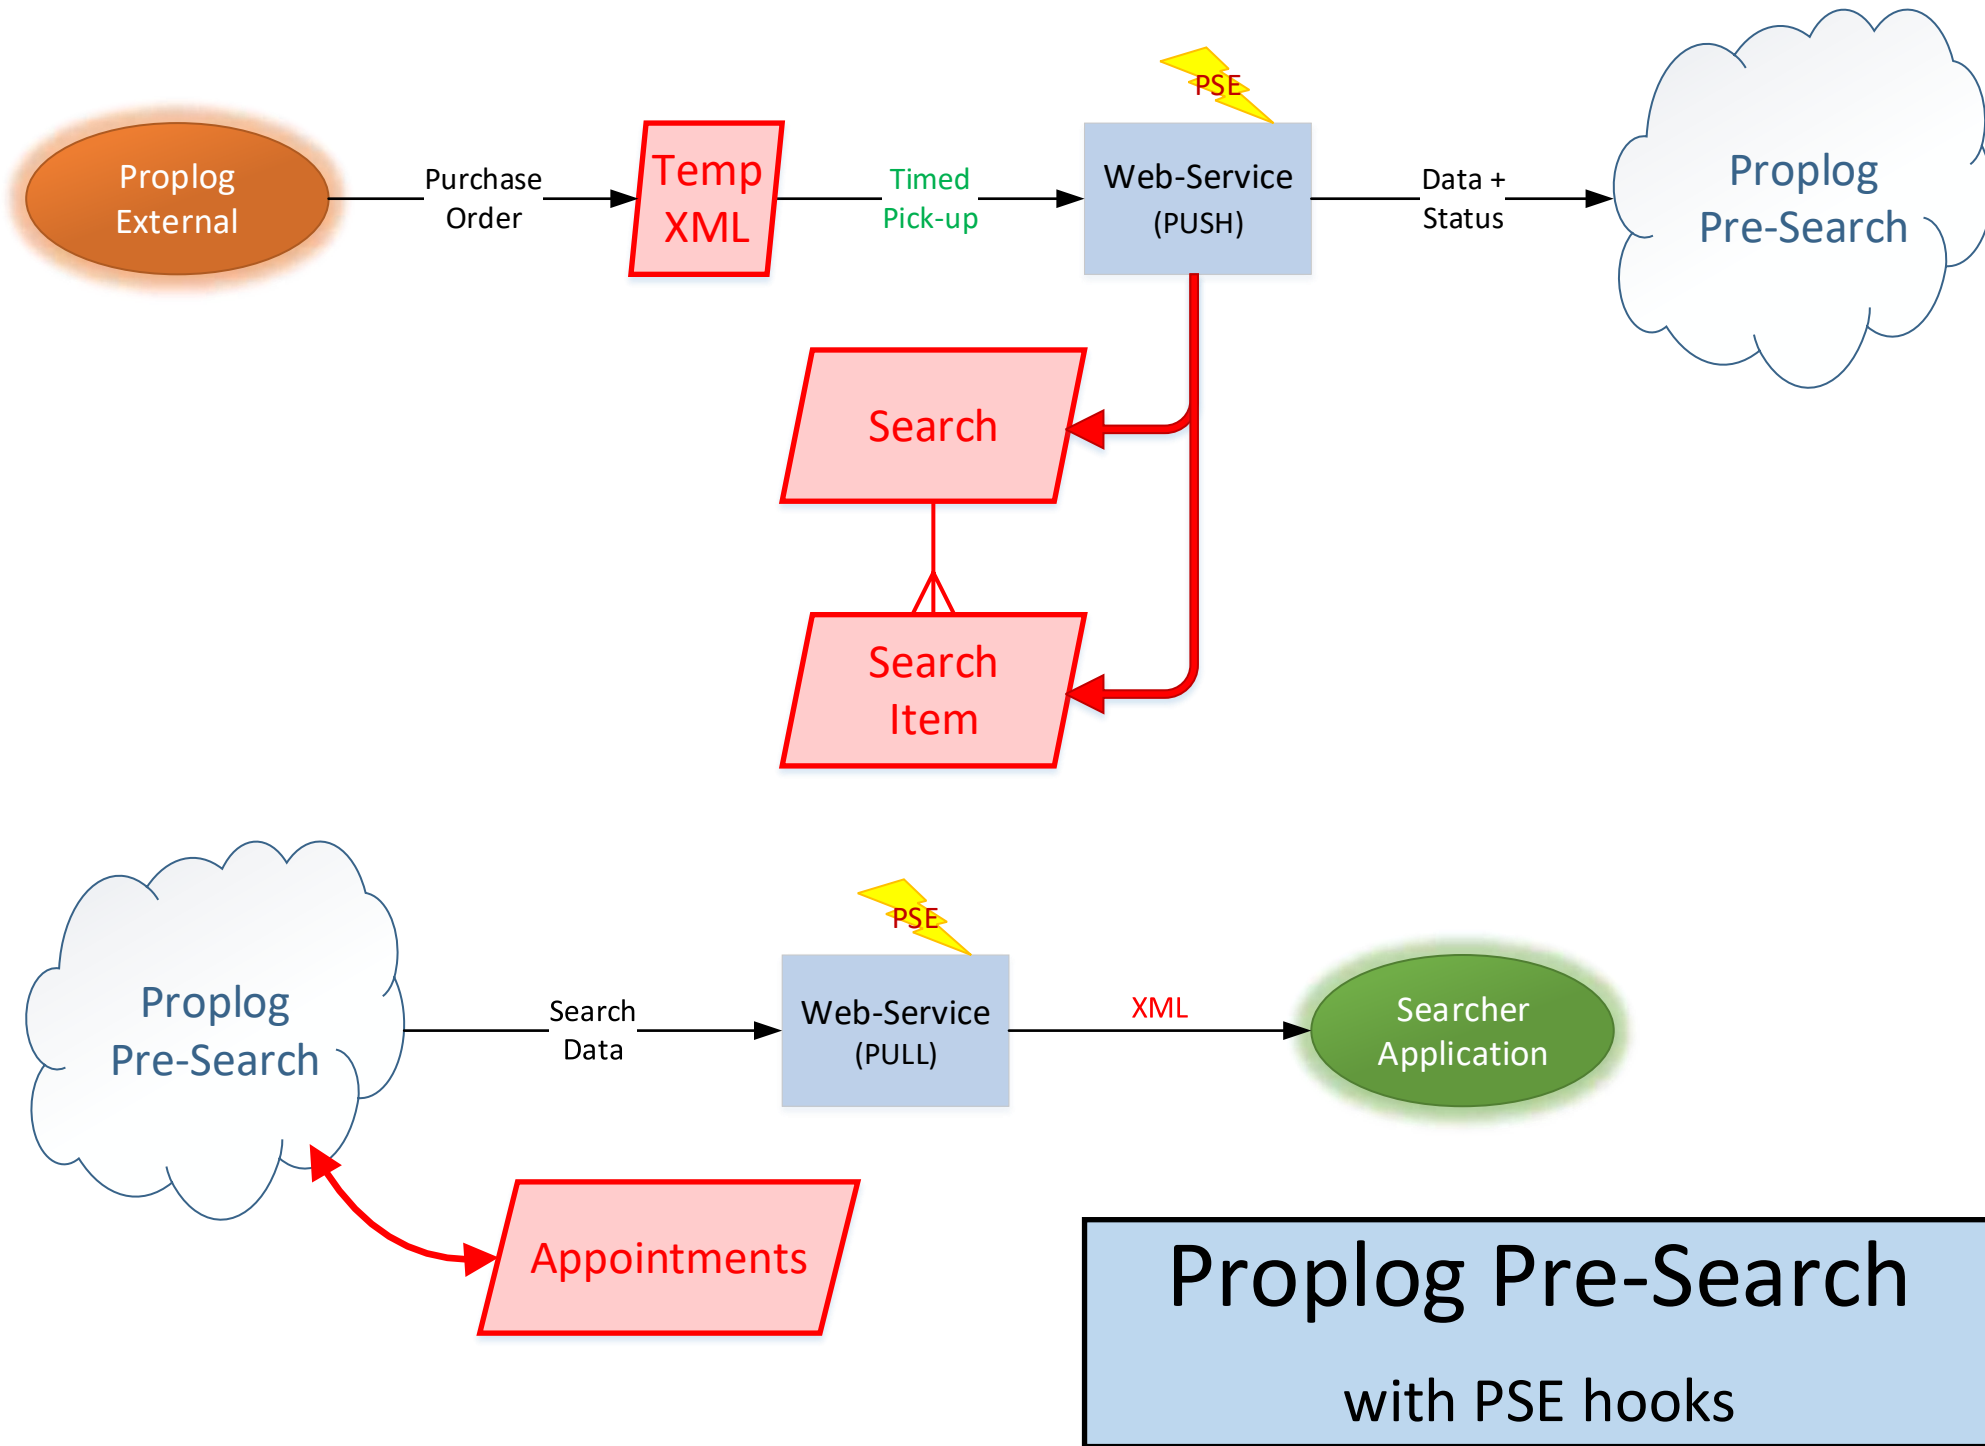 PSE
Proplog
External
Purchase
Order
Temp
XML
Timed
Pick-up
Web-Service
(PUSH)
Data +
Status
Proplog
Pre-Search
Search
Search
Item
PSE
Proplog
Pre-Search
Search
Data
Web-Service
(PULL)
XML
Searcher
Application
Appointments
Proplog Pre-Search
with PSE hooks